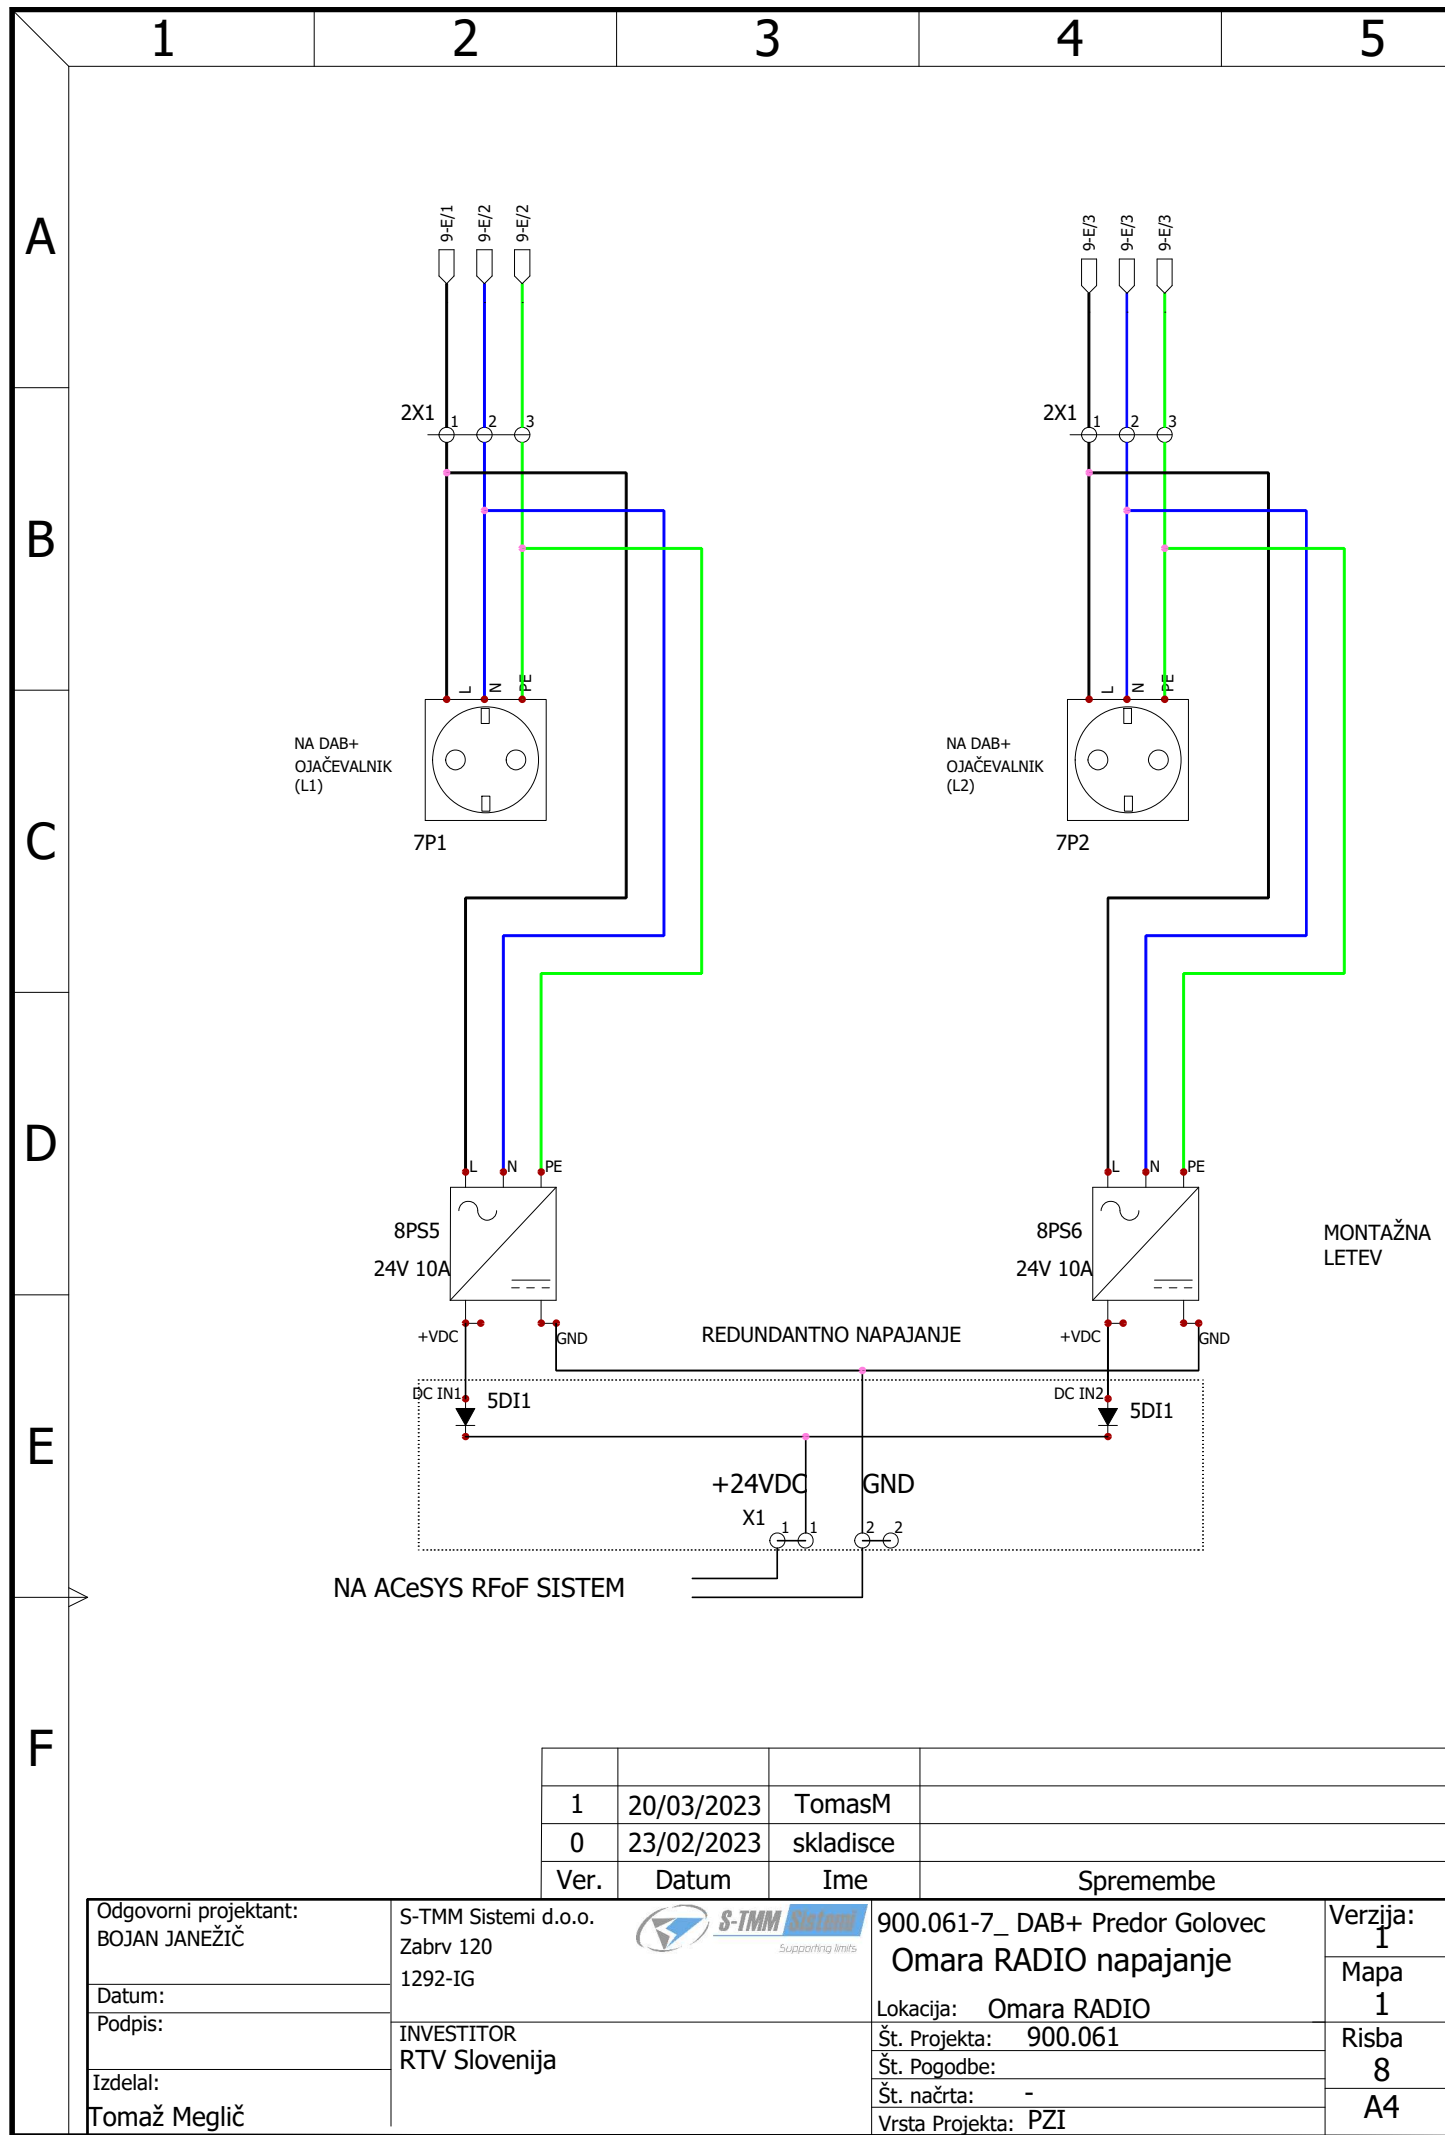 1 2 3 4 5
A
B
C
D
E
F
9-E/1 9-E/2 9-E/2
9-E/3 9-E/3 9-E/3
2X1 1 2 3
2X1 1 2 3
L N PE
L N PE
NA DAB+
OJAČEVALNIK
(L1)
7P1
NA DAB+
OJAČEVALNIK
(L2)
7P2
L N PE
8PS5
24V 10A
L N PE
8PS6
24V 10A
MONTAŽNA
LETEV
+VDC GND
REDUNDANTNO NAPAJANJE
+VDC GND
DC IN1 5DI1
DC IN2 5DI1
+24VDC GND
X1 1 1 2 2
NA ACeSYS RFoF SISTEM
1 20/03/2023 TomasM
0 23/02/2023 skladisce
Ver. Datum Ime Spremembe
Odgovorni projektant:
BOJAN JANEŽIČ
Datum:
Podpis:
Izdelal:
Tomaž Meglič
S-TMM Sistemi d.o.o.
Zabrv 120
1292-IG
S-TMM Sistemi
Supporting limits
INVESTITOR
RTV Slovenija
900.061-7_ DAB+ Predor Golovec
Omara RADIO napajanje
Lokacija: Omara RADIO
Št. Projekta: 900.061
Št. Pogodbe:
Št. načrta: -
Vrsta Projekta: PZI
Verzija:
1
Mapa
1
Risba
8
A4